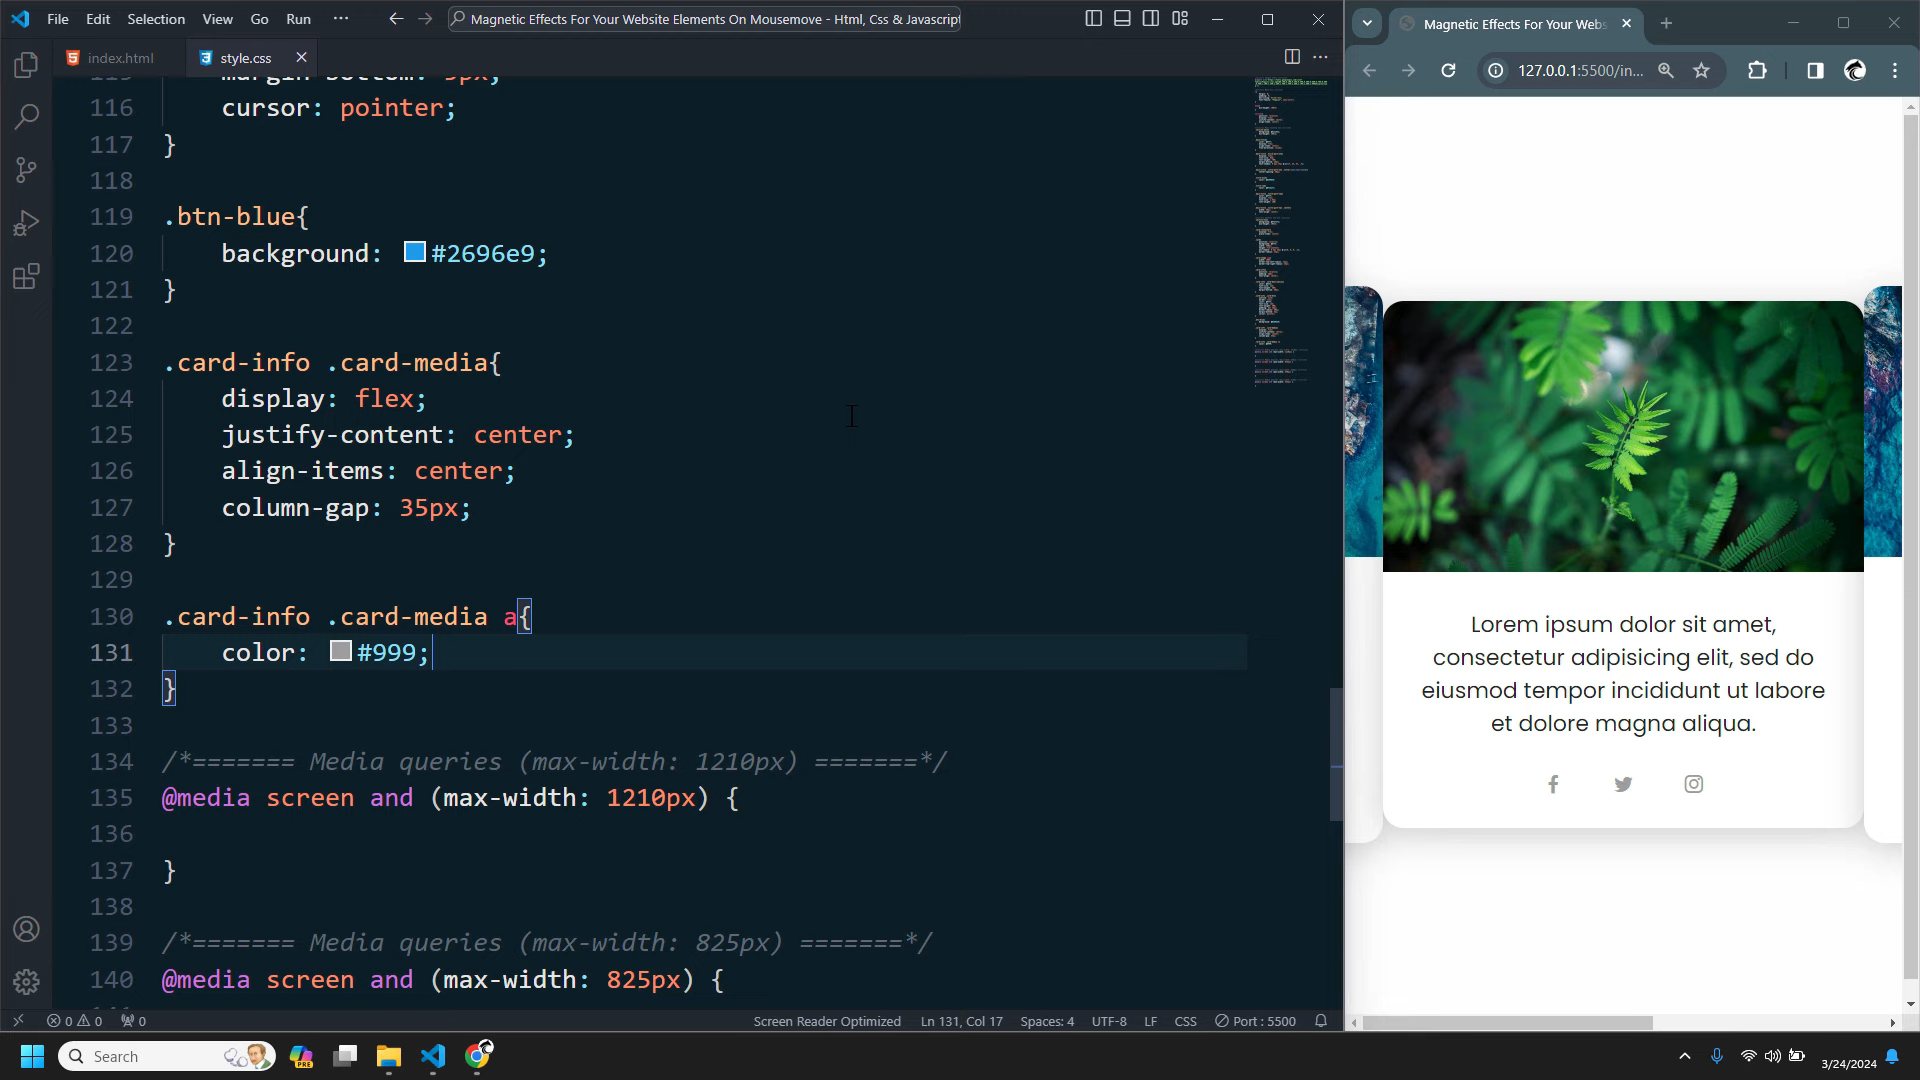 File Edit Selection View Go Run ···
Magnetic Effects For Your Website Elements On Mousemove - Html, Css & Javascript
index.html
style.css
116 cursor: pointer;
117 }
118
119 .btn-blue{
120 background: #2696e9;
121 }
122
123 .card-info .card-media{
124 display: flex;
125 justify-content: center;
126 align-items: center;
127 column-gap: 35px;
128 }
129
130 .card-info .card-media a{
131 color: #999;
132 }
133
134 /*======= Media queries (max-width: 1210px) =======*/
135 @media screen and (max-width: 1210px) {
136
137 }
138
139 /*======= Media queries (max-width: 825px) =======*/
140 @media screen and (max-width: 825px) {
0 0 0
Screen Reader Optimized Ln 131, Col 17 Spaces: 4 UTF-8 LF CSS Port : 5500
Magnetic Effects For Your Webs
127.0.0.1:5500/in...
Lorem ipsum dolor sit amet,
consectetur adipisicing elit, sed do
eiusmod tempor incididunt ut labore
et dolore magna aliqua.
Search
PRE
3/24/2024